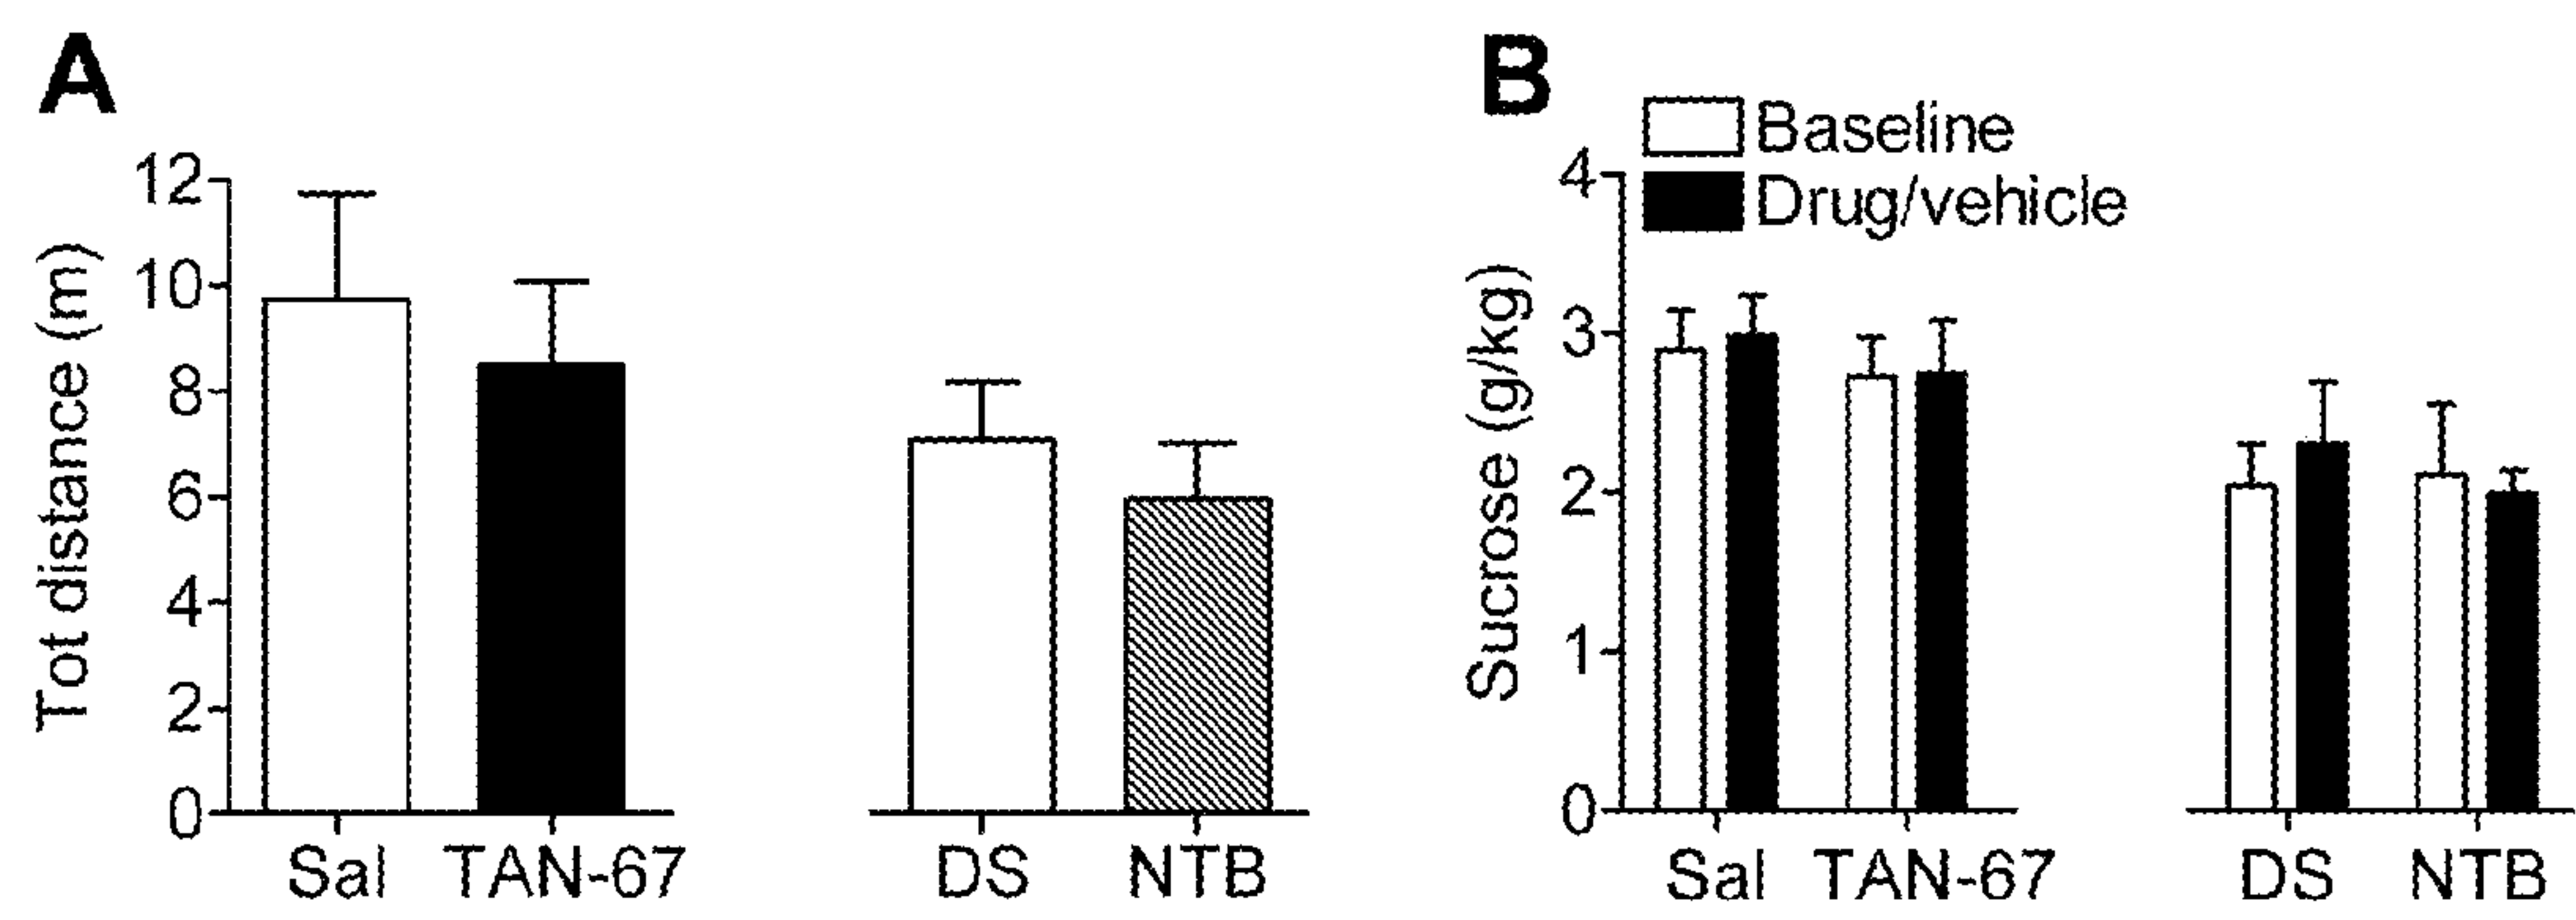 A
Tot distance (m)
12
10
8
6
4
2
0
Sal TAN-67 DS NTB
B
Baseline
Drug/vehicle
Sucrose (g/kg)
4
3
2
1
0
Sal TAN-67 DS NTB